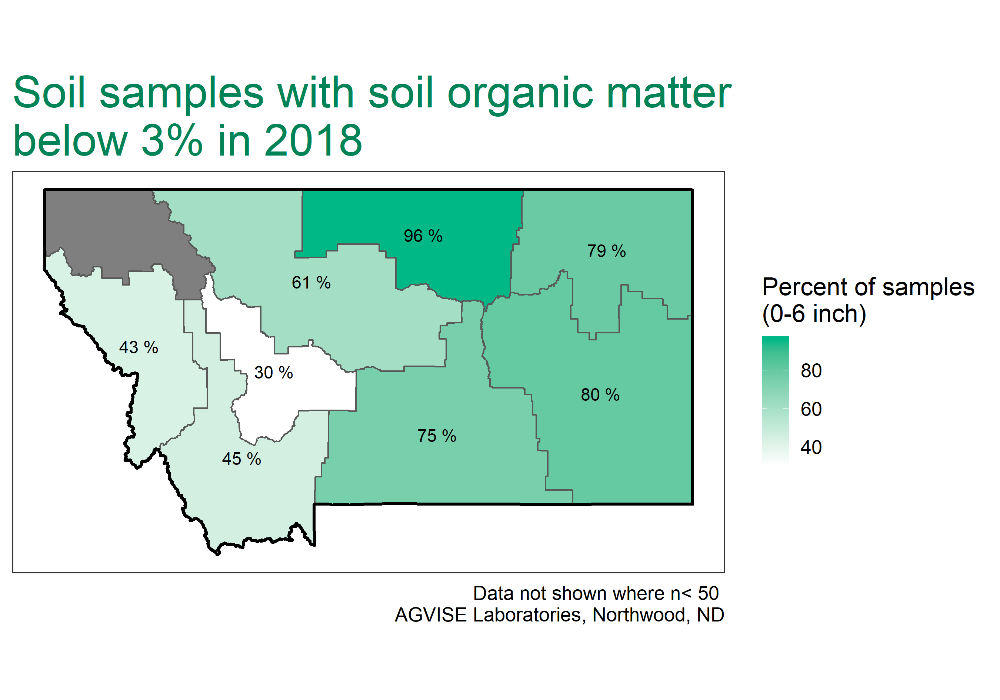 Soil samples with soil organic matter
below 3% in 2018
96 %
79 %
61 %
43 %
30 %
80 %
75 %
45 %
Percent of samples
(0-6 inch)
80
60
40
Data not shown where n< 50
AGVISE Laboratories, Northwood, ND